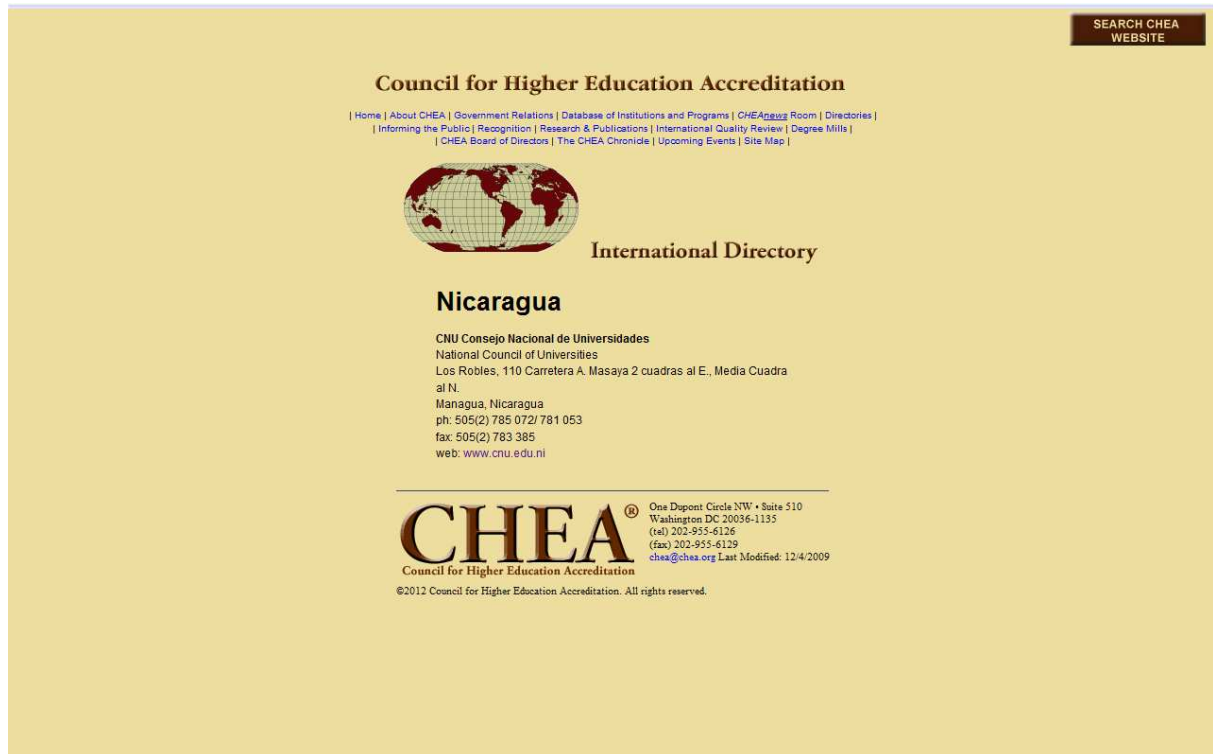 SEARCH CHEA
WEBSITE
Council for Higher Education Accreditation
| Home | About CHEA | Government Relations | Database of Institutions and Programs | CHEAnews Room | Directories |
| Informing the Public | Recognition | Research & Publications | International Quality Review | Degree Mills |
| CHEA Board of Directors | The CHEA Chronicle | Upcoming Events | Site Map |
International Directory
Nicaragua
CNU Consejo Nacional de Universidades
National Council of Universities
Los Robles, 110 Carretera A. Masaya 2 cuadras al E., Media Cuadra
al N.
Managua, Nicaragua
ph: 505(2) 785 072/ 781 053
fax: 505(2) 783 385
web: www.cnu.edu.ni
CHEA®
Council for Higher Education Accreditation
One Dupont Circle NW • Suite 510
Washington DC 20036-1135
(tel) 202-955-6126
(fax) 202-955-6129
chea@chea.org Last Modified: 12/4/2009
©2012 Council for Higher Education Accreditation. All rights reserved.